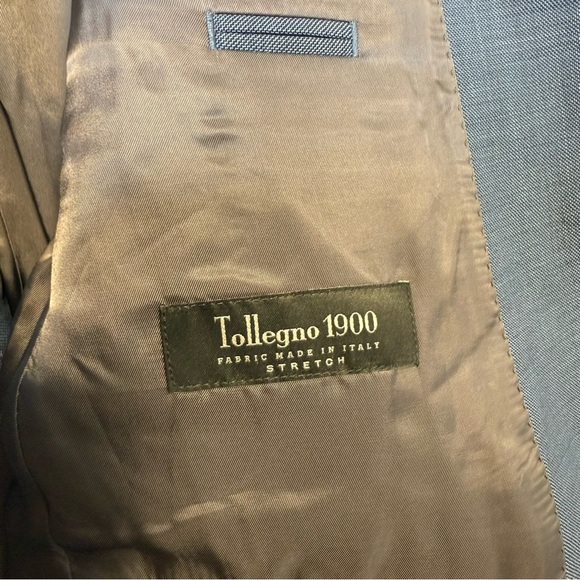 Tollegno 1900
FABRIC MADE IN ITALY
STRETCH